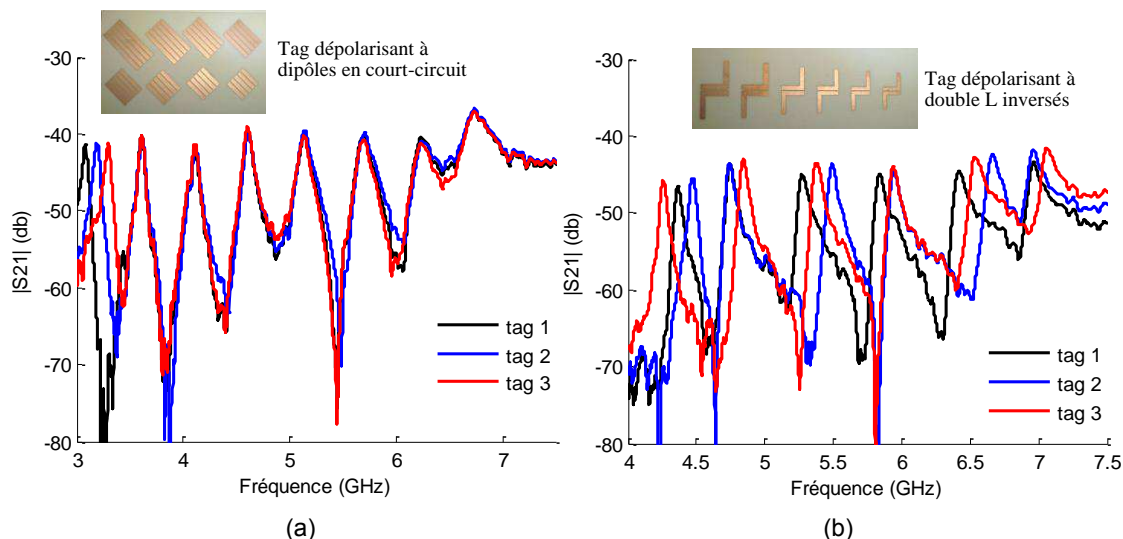 Tag dépolarisant à
dipôles en court-circuit
-30
-40
-50
-60
-70
-80
|S21| (db)
tag 1
tag 2
tag 3
3
4
5
6
7
Fréquence (GHz)
(a)
Tag dépolarisant à
double L inversés
-30
-40
-50
-60
-70
-80
|S21| (db)
tag 1
tag 2
tag 3
4
4.5
5
5.5
6
6.5
7
7.5
Fréquence (GHz)
(b)